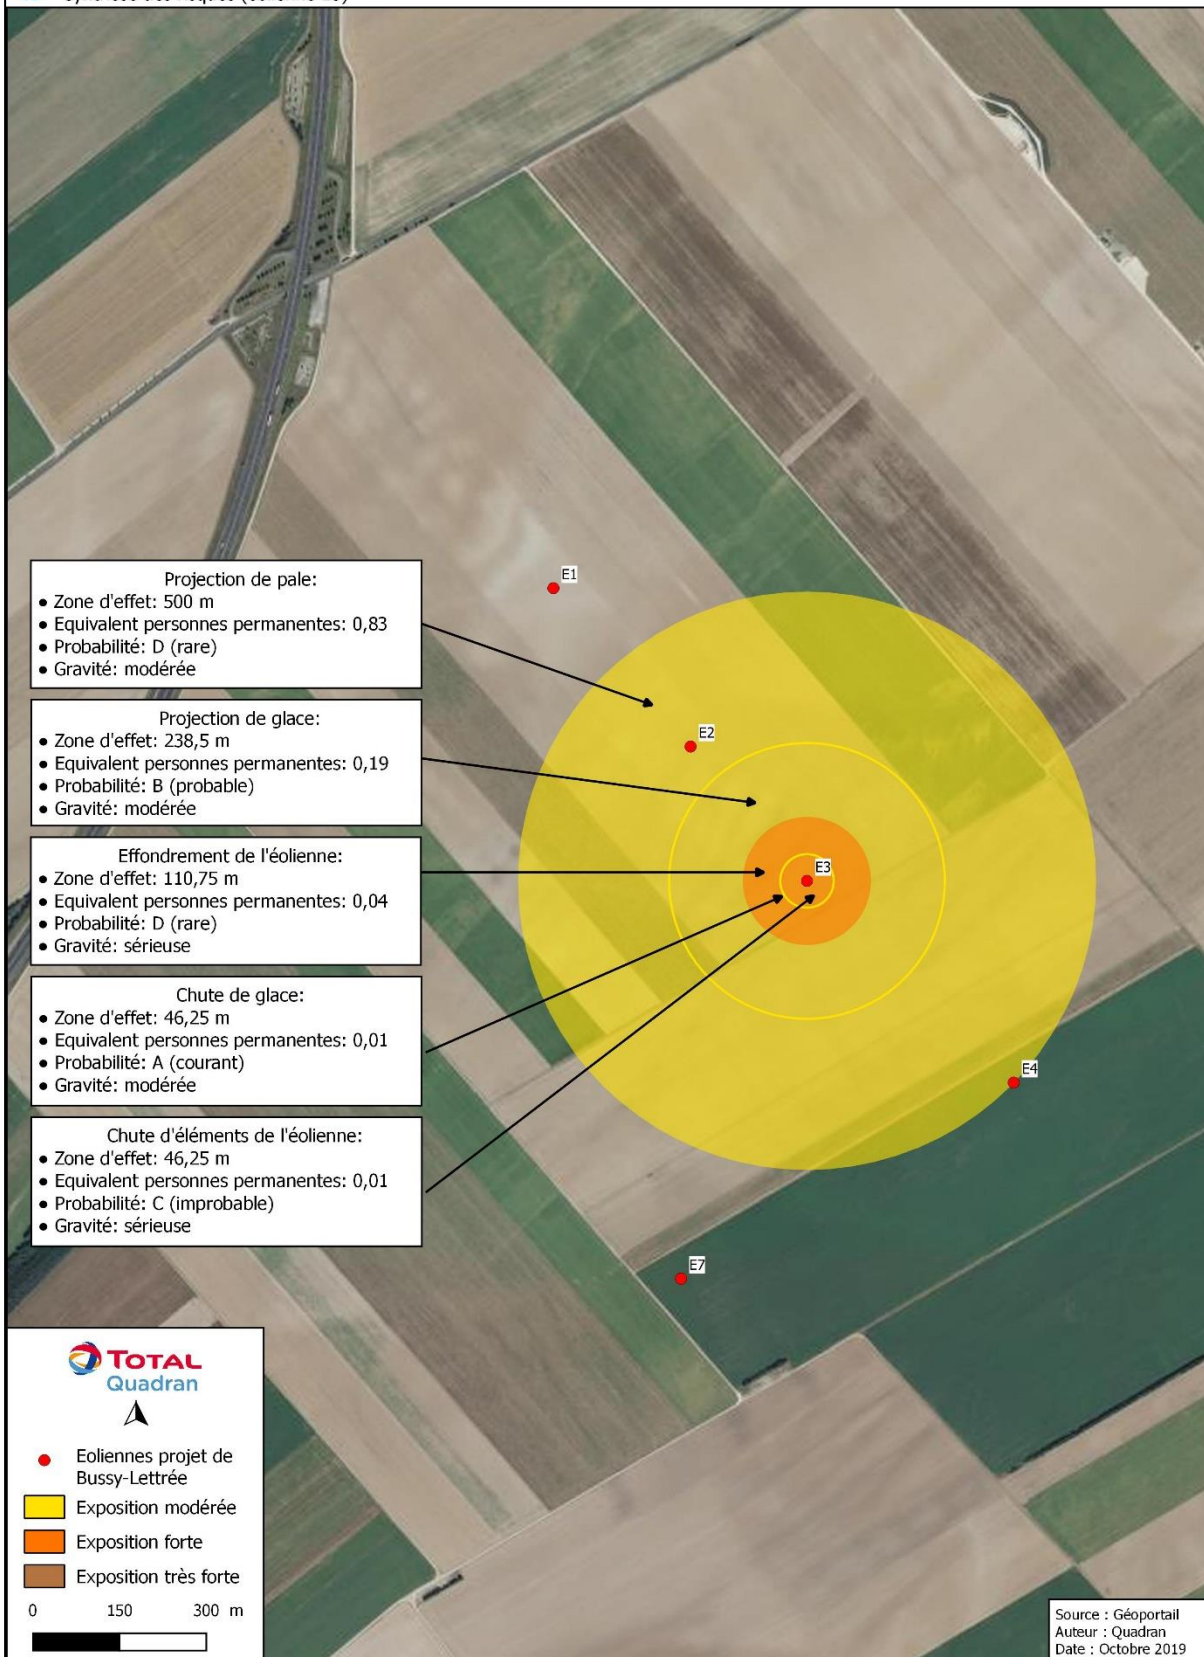 Projection de pale:
• Zone d'effet: 500 m
• Equivalent personnes permanentes: 0,83
• Probabilité: D (rare)
• Gravité: modérée
Projection de glace:
• Zone d'effet: 238,5 m
• Equivalent personnes permanentes: 0,19
• Probabilité: B (probable)
• Gravité: modérée
Effondrement de l'éolienne:
• Zone d'effet: 110,75 m
• Equivalent personnes permanentes: 0,04
• Probabilité: D (rare)
• Gravité: sérieuse
Chute de glace:
• Zone d'effet: 46,25 m
• Equivalent personnes permanentes: 0,01
• Probabilité: A (courant)
• Gravité: modérée
Chute d'éléments de l'éolienne:
• Zone d'effet: 46,25 m
• Equivalent personnes permanentes: 0,01
• Probabilité: C (improbable)
• Gravité: sérieuse
E1
E2
E3
E4
E7
TOTAL
Quadran
Eoliennes projet de
Bussy-Lettrée
Exposition modérée
Exposition forte
Exposition très forte
0 150 300 m
Source : Géoportail
Auteur : Quadran
Date : Octobre 2019